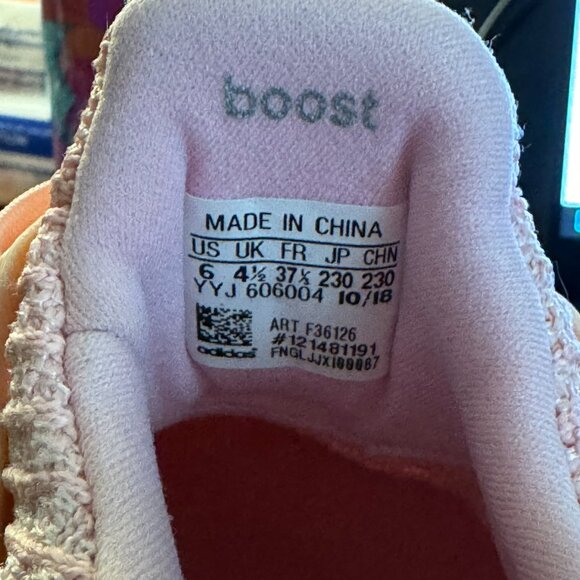 boost
MADE IN CHINA
US UK FR JP CHN
6 4½ 37⅓ 230 230
YYJ 606004 10/18
ART F36126
#121481191
adidas
FNGLJJX100067